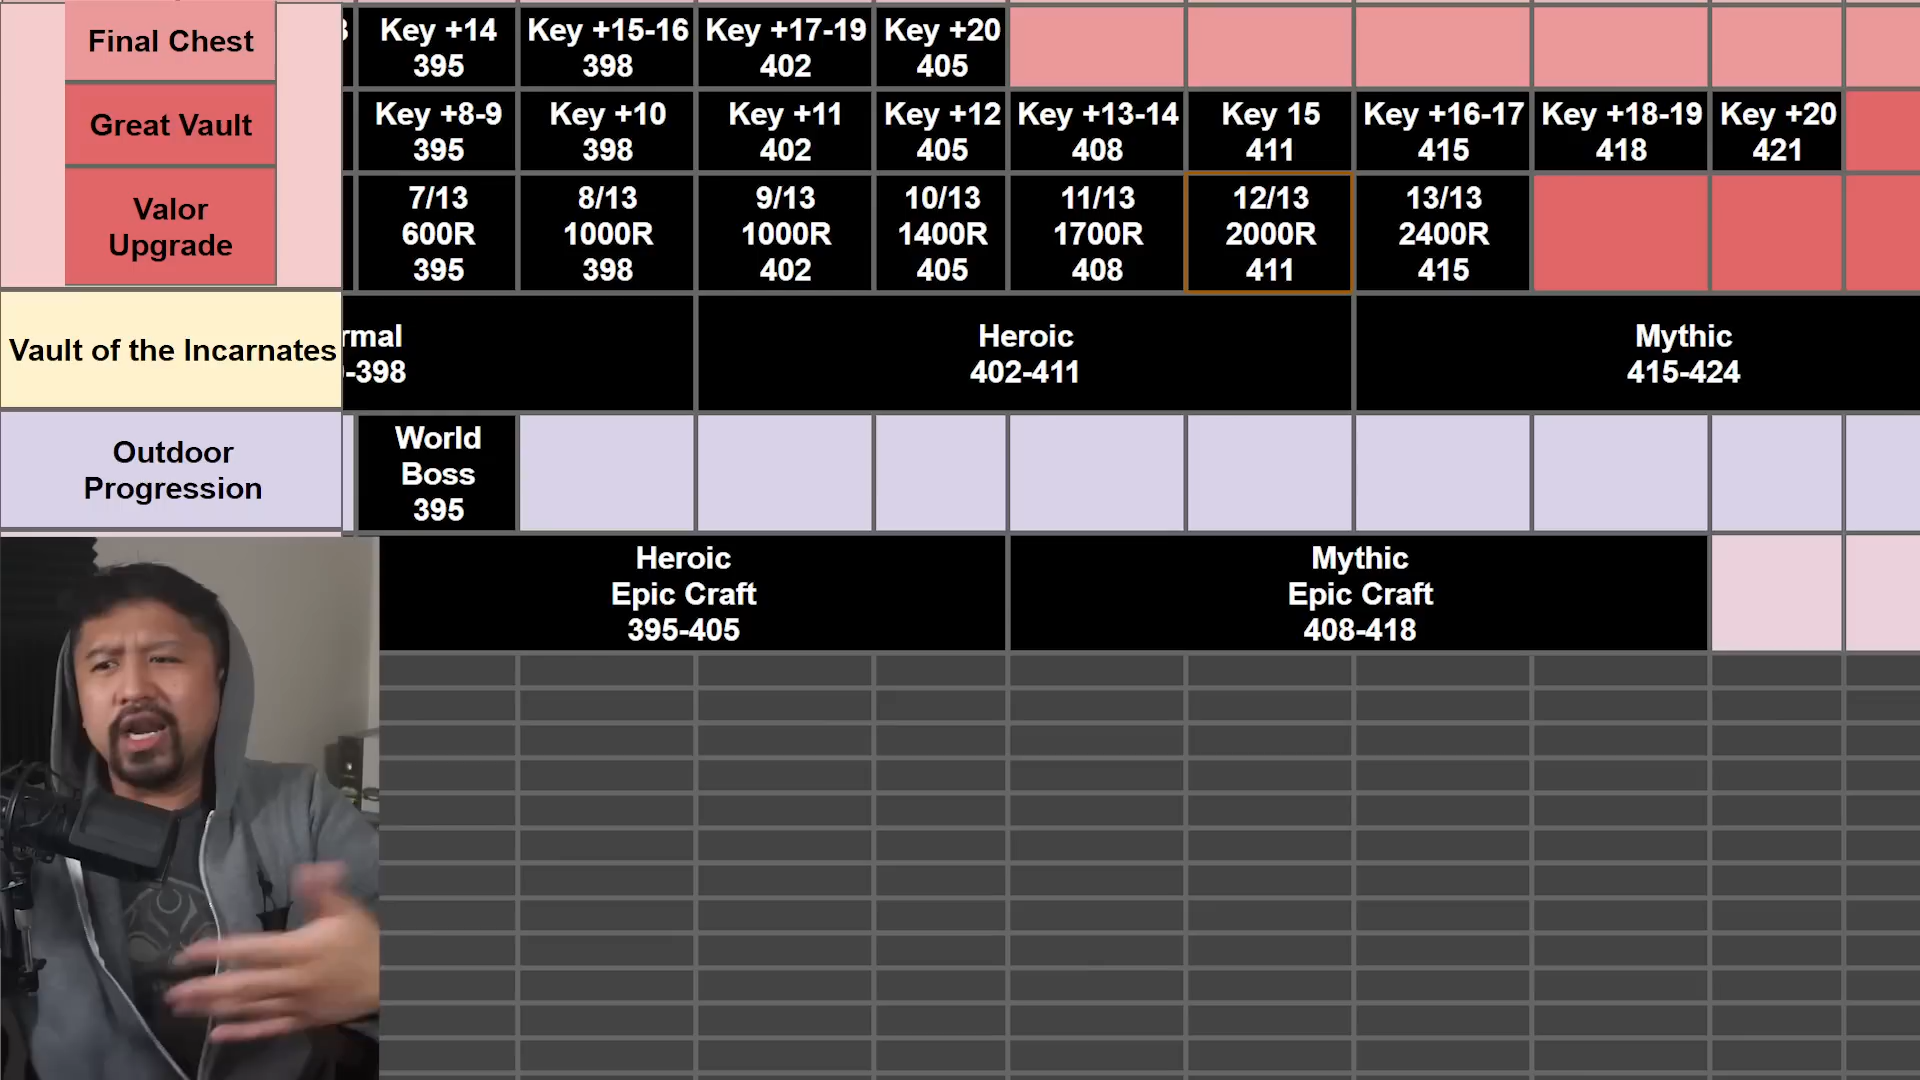 Final Chest
Key +14
395
Key +15-16
398
Key +17-19
402
Key +20
405
Great Vault
Key +8-9
395
Key +10
398
Key +11
402
Key +12
405
Key +13-14
408
Key 15
411
Key +16-17
415
Key +18-19
418
Key +20
421
Valor
Upgrade
7/13
600R
395
8/13
1000R
398
9/13
1000R
402
10/13
1400R
405
11/13
1700R
408
12/13
2000R
411
13/13
2400R
415
Vault of the Incarnates
rmal
-398
Heroic
402-411
Mythic
415-424
Outdoor
Progression
World
Boss
395
Heroic
Epic Craft
395-405
Mythic
Epic Craft
408-418